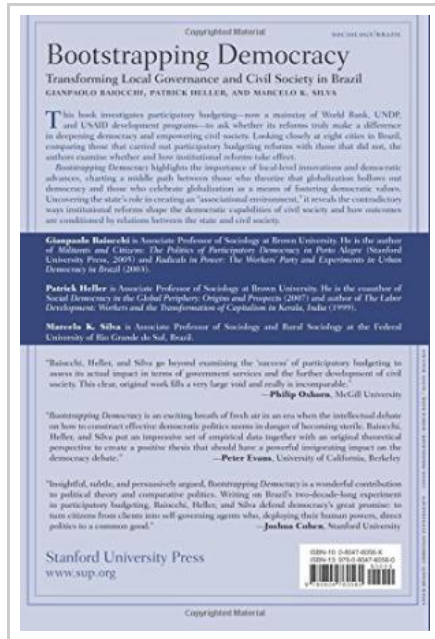 Copyrighted Material
SOCIOLOGY/BRAZIL
Bootstrapping Democracy
Transforming Local Governance and Civil Society in Brazil
GIANPAOLO BAIOCCHI, PATRICK HELLER, AND MARCELO K. SILVA
This book investigates participatory budgeting—now a mainstay of World Bank, UNDP,
and USAID development programs—to ask whether its reforms truly make a difference
in deepening democracy and empowering civil society. Looking closely at eight cities in Brazil,
comparing those that carried out participatory budgeting reforms with those that did not, the
authors examine whether and how institutional reforms take effect.
Bootstrapping Democracy highlights the importance of local-level innovations and democratic
advances, charting a middle path between those who theorize that globalization hollows out
democracy and those who celebrate globalization as a means of fostering democratic values.
Uncovering the state's role in creating an "associational environment," it reveals the contradictory
ways institutional reforms shape the democratic capabilities of civil society and how outcomes
are conditioned by relations between the state and civil society.
Gianpaolo Baiocchi is Associate Professor of Sociology at Brown University. He is the author
of Militants and Citizens: The Politics of Participatory Democracy in Porto Alegre (Stanford
University Press, 2005) and Radicals in Power: The Workers' Party and Experiments in Urban
Democracy in Brazil (2003).
Patrick Heller is Associate Professor of Sociology at Brown University. He is the coauthor of
Social Democracy in the Global Periphery: Origins and Prospects (2007) and author of The Labor
Development: Workers and the Transformation of Capitalism in Kerala, India (1999).
Marcelo K. Silva is Associate Professor of Sociology and Rural Sociology at the Federal
University of Rio Grande do Sul, Brazil.
"Baiocchi, Heller, and Silva go beyond examining the 'success' of participatory budgeting to
assess its actual impact in terms of government services and the further development of civil
society. This clear, original work fills a very large void and really is incomparable."
—Philip Oxhorn, McGill University
"Bootstrapping Democracy is an exciting breath of fresh air in an era when the intellectual debate
on how to construct effective democratic politics seems in danger of becoming sterile. Baiocchi,
Heller, and Silva put an impressive set of empirical data together with an original theoretical
perspective to create a positive thesis that should have a powerful invigorating impact on the
democracy debate."
—Peter Evans, University of California, Berkeley
"Insightful, subtle, and persuasively argued, Bootstrapping Democracy is a wonderful contribution
to political theory and comparative politics. Writing on Brazil's two-decade-long experiment
in participatory budgeting, Baiocchi, Heller, and Silva defend democracy's great promise: to
turn citizens from clients into self-governing agents who, deploying their human powers, direct
politics to a common good."
—Joshua Cohen, Stanford University
Stanford University Press
www.sup.org
Copyrighted Material